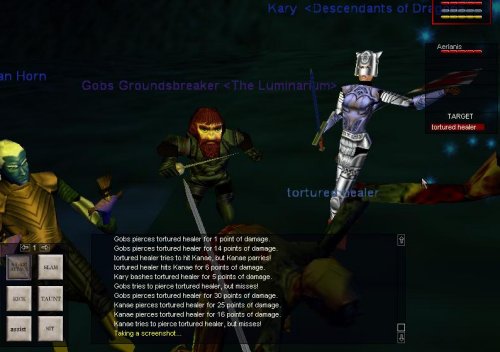 Kary <Descendants of Dra
Aerianis
an Horn
Gobs Groundsbreaker <The Luminarium>
TARGET
tortured healer
tortured healer
1
SLAM
KICK
TAUNT
assist
SIT
Gobs pierces tortured healer for 1 point of damage.
Gobs pierces tortured healer for 14 points of damage.
tortured healer tries to hit Kanae, but Kanae parries!
tortured healer hits Kanae for 6 points of damage.
Kary bashes tortured healer for 5 points of damage.
Gobs tries to pierce tortured healer, but misses!
Gobs pierces tortured healer for 30 points of damage.
Kanae pierces tortured healer for 25 points of damage.
Kanae pierces tortured healer for 16 points of damage.
Kanae tries to pierce tortured healer, but misses!
Taking a screenshot...